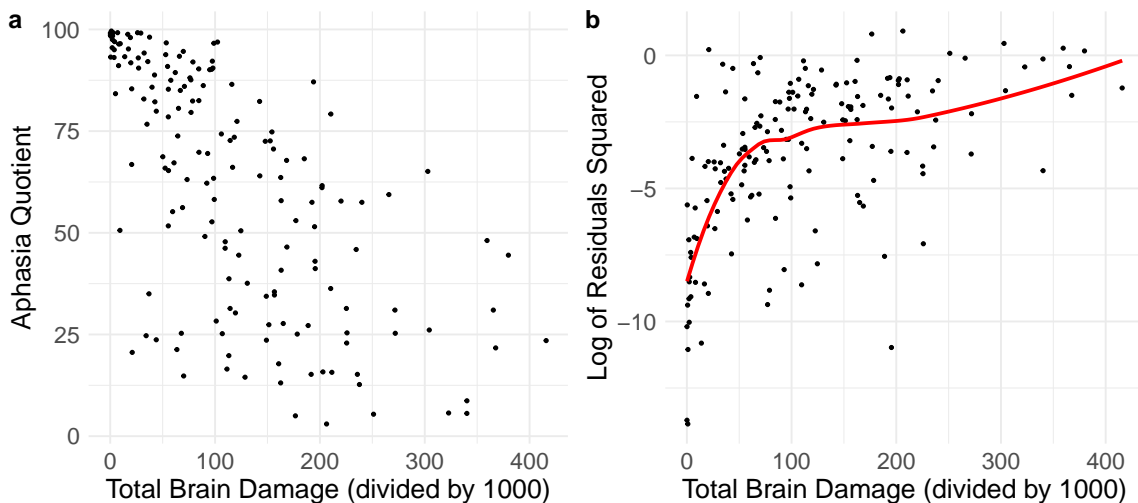 a
Aphasia Quotient
100
75
50
25
0
0 100 200 300 400
Total Brain Damage (divided by 1000)
b
Log of Residuals Squared
0
−5
−10
0 100 200 300 400
Total Brain Damage (divided by 1000)